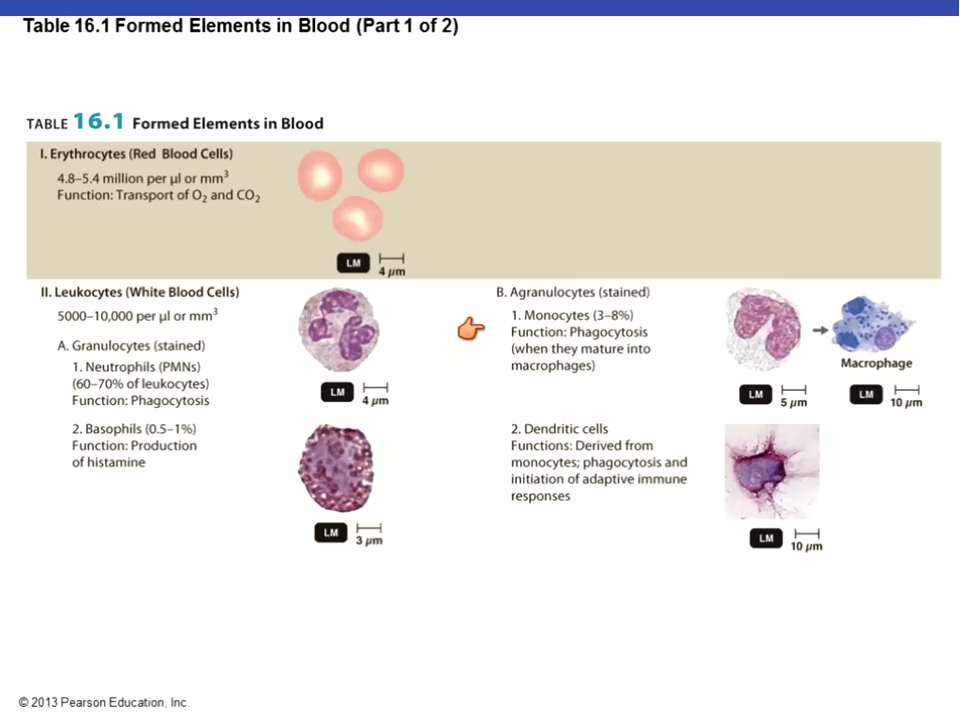 Table 16.1 Formed Elements in Blood (Part 1 of 2)
TABLE 16.1 Formed Elements in Blood
I. Erythrocytes (Red Blood Cells)
4.8–5.4 million per µl or mm³
Function: Transport of O₂ and CO₂
LM 4 µm
II. Leukocytes (White Blood Cells)
5000–10,000 per µl or mm³
A. Granulocytes (stained)
1. Neutrophils (PMNs)
(60–70% of leukocytes)
Function: Phagocytosis
LM 4 µm
2. Basophils (0.5–1%)
Function: Production
of histamine
LM 3 µm
B. Agranulocytes (stained)
1. Monocytes (3–8%)
Function: Phagocytosis
(when they mature into
macrophages)
Macrophage
LM 5 µm LM 10 µm
2. Dendritic cells
Functions: Derived from
monocytes; phagocytosis and
initiation of adaptive immune
responses
LM 10 µm
© 2013 Pearson Education, Inc.